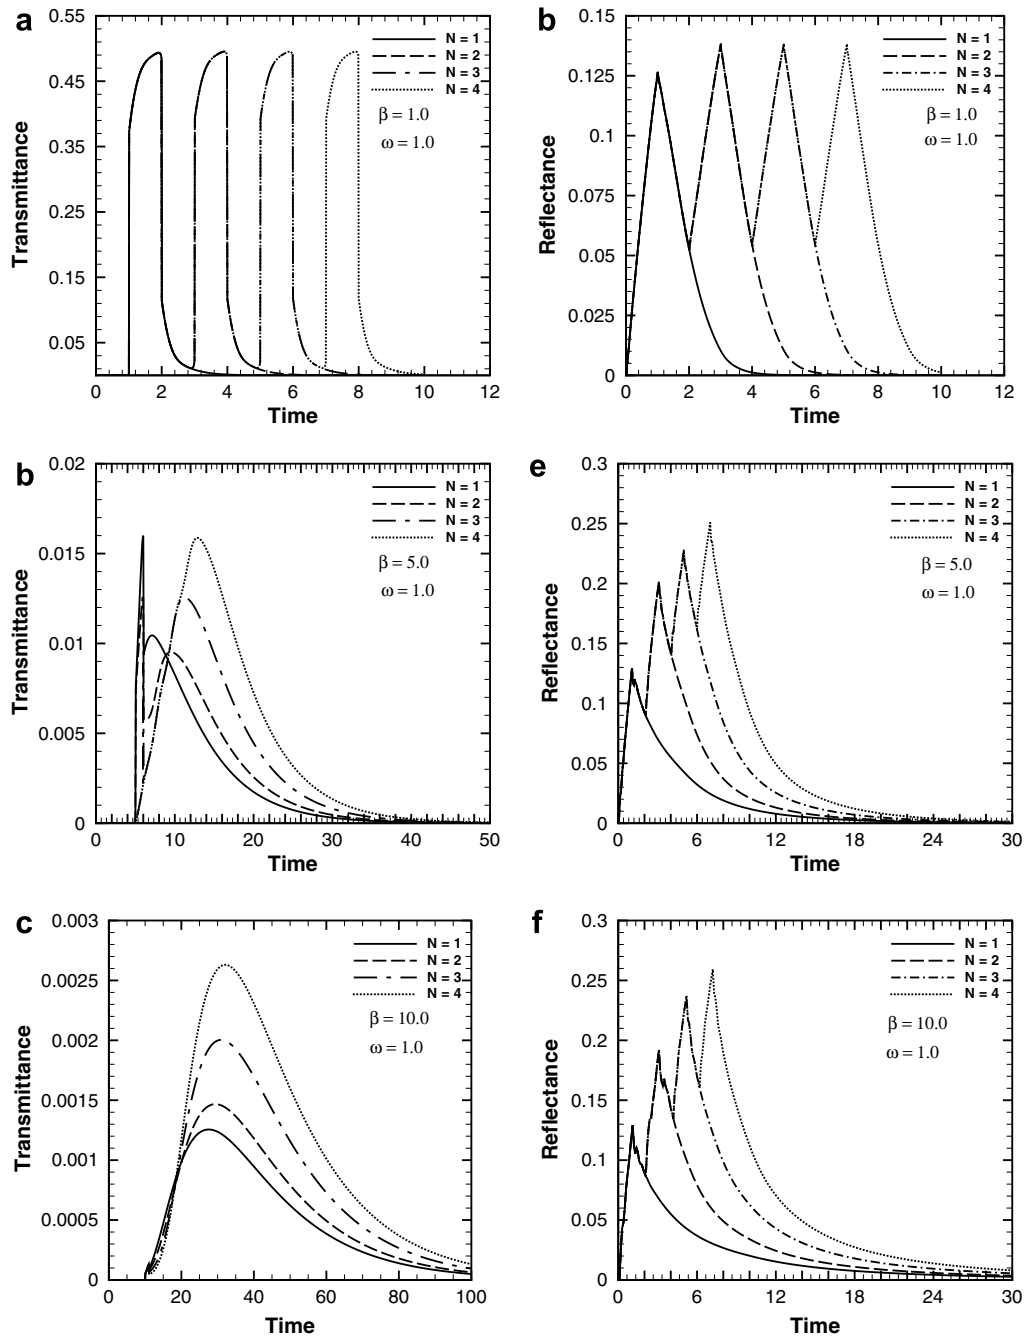 a
0.55
0.45
0.35
0.25
0.15
0.05
0 2 4 6 8 10 12
Transmittance
Time
N = 1
N = 2
N = 3
N = 4
β = 1.0
ω = 1.0
b
0.15
0.125
0.1
0.075
0.05
0.025
0
0 2 4 6 8 10 12
Reflectance
Time
N = 1
N = 2
N = 3
N = 4
β = 1.0
ω = 1.0
b
0.02
0.015
0.01
0.005
0
0 10 20 30 40 50
Transmittance
Time
N = 1
N = 2
N = 3
N = 4
β = 5.0
ω = 1.0
e
0.3
0.25
0.2
0.15
0.1
0.05
0
0 6 12 18 24 30
Reflectance
Time
N = 1
N = 2
N = 3
N = 4
β = 5.0
ω = 1.0
c
0.003
0.0025
0.002
0.0015
0.001
0.0005
0
0 20 40 60 80 100
Transmittance
Time
N = 1
N = 2
N = 3
N = 4
β = 10.0
ω = 1.0
f
0.3
0.25
0.2
0.15
0.1
0.05
0
0 6 12 18 24 30
Reflectance
Time
N = 1
N = 2
N = 3
N = 4
β = 10.0
ω = 1.0